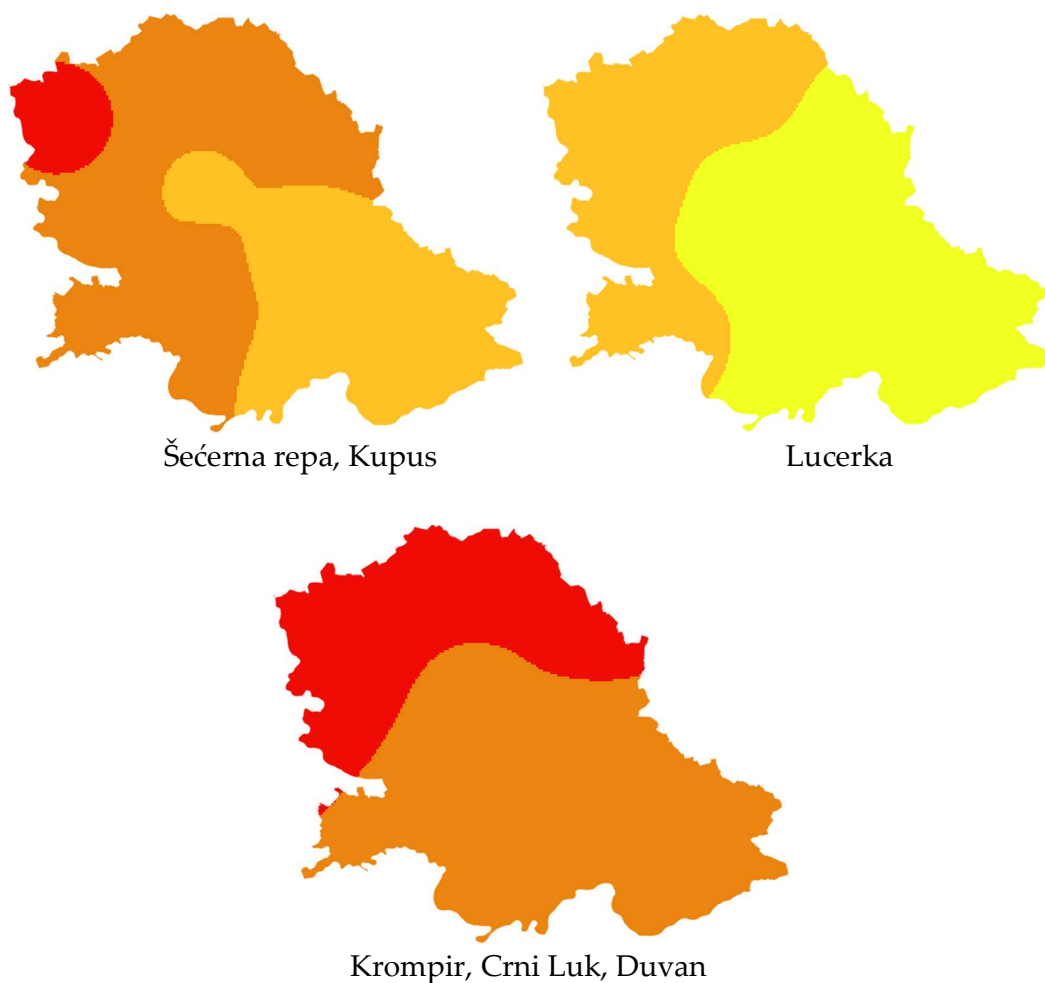 Šećerna repa, Kupus
Lucerka
Krompir, Crni Luk, Duvan